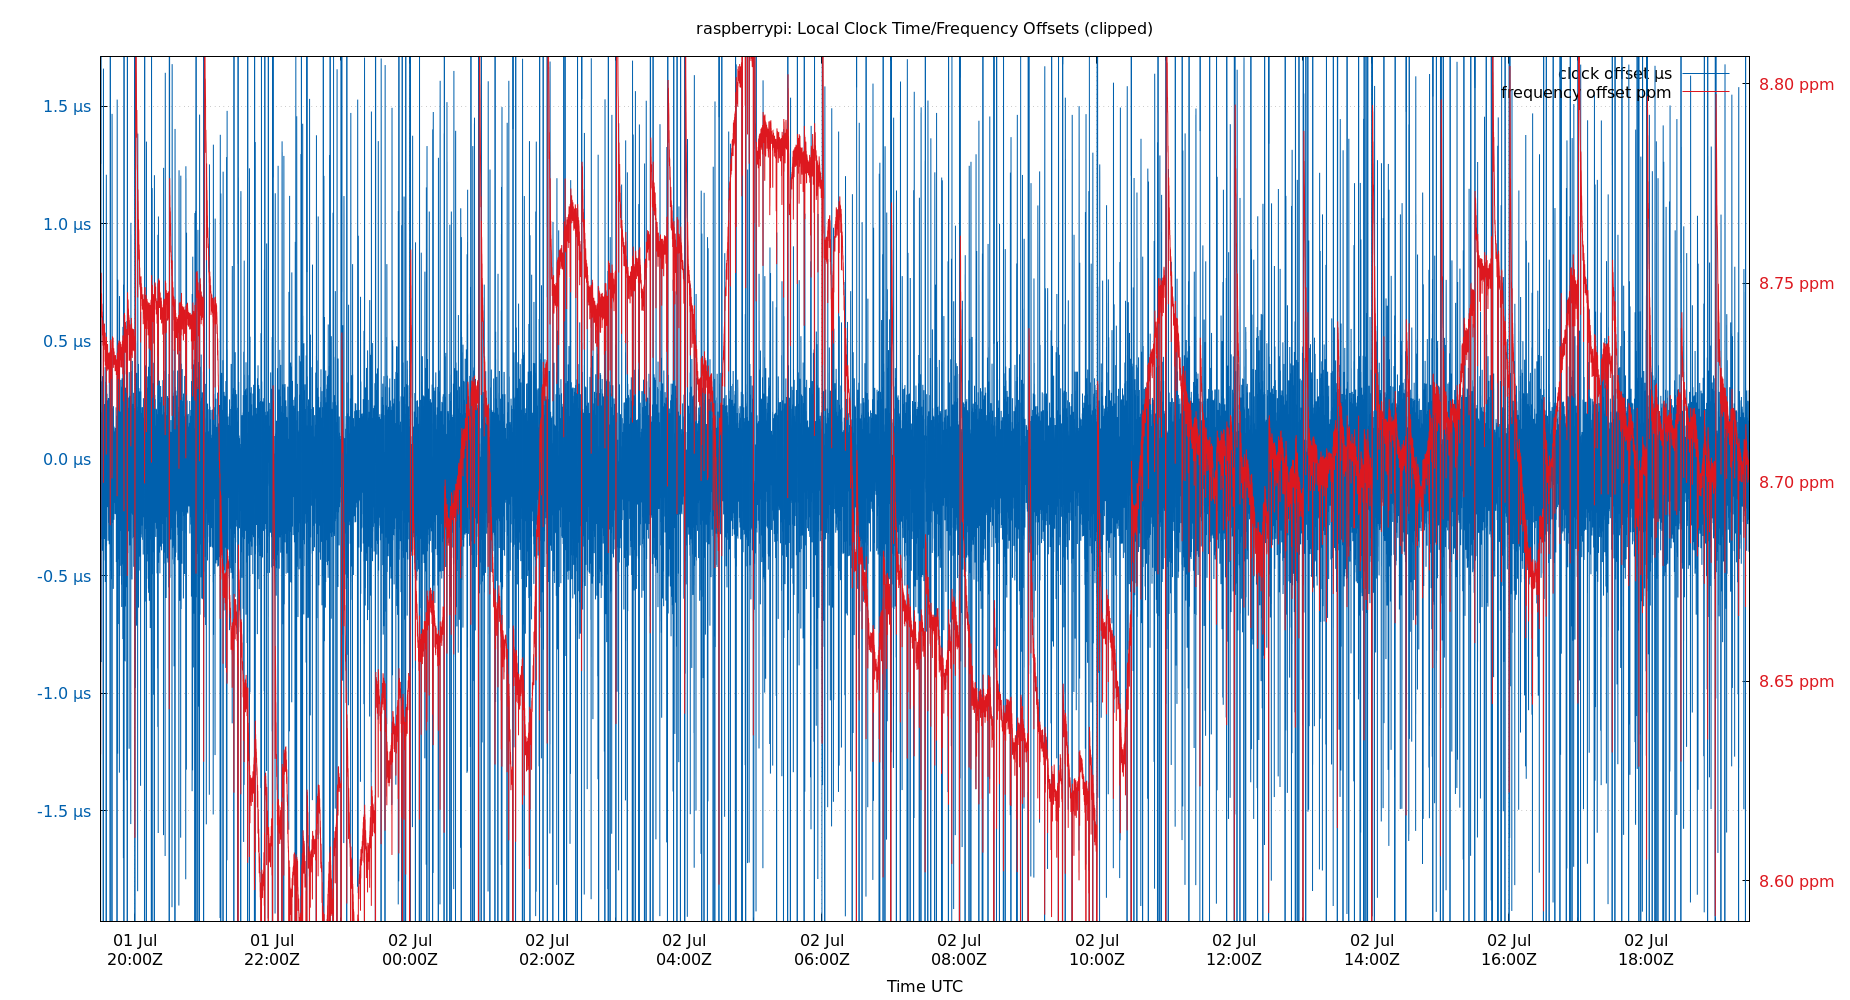 raspberrypi: Local Clock Time/Frequency Offsets (clipped)
clock offset µs
frequency offset ppm
1.5 µs
1.0 µs
0.5 µs
0.0 µs
-0.5 µs
-1.0 µs
-1.5 µs
8.80 ppm
8.75 ppm
8.70 ppm
8.65 ppm
8.60 ppm
01 Jul 01 Jul 02 Jul 02 Jul 02 Jul 02 Jul 02 Jul 02 Jul 02 Jul 02 Jul 02 Jul 02 Jul
20:00Z 22:00Z 00:00Z 02:00Z 04:00Z 06:00Z 08:00Z 10:00Z 12:00Z 14:00Z 16:00Z 18:00Z
Time UTC